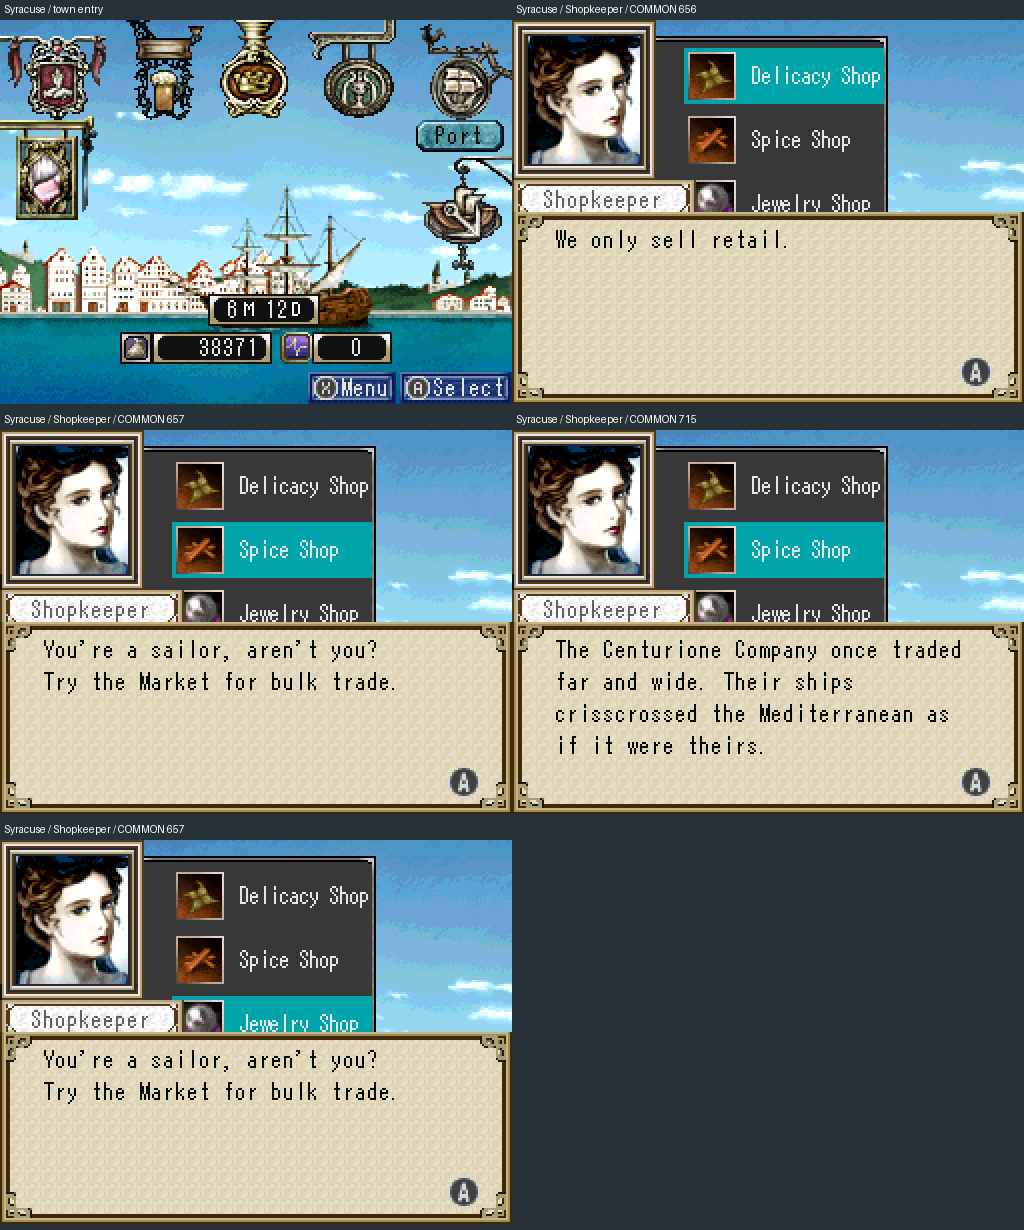 Syracuse / town entry
Port
6M 12D
38371
0
X Menu
A Select
Syracuse / Shopkeeper / COMMON 656
Delicacy Shop
Spice Shop
Jewelry Shop
Shopkeeper
We only sell retail.
A
Syracuse / Shopkeeper / COMMON 657
Delicacy Shop
Spice Shop
Jewelry Shop
Shopkeeper
You're a sailor, aren't you?
Try the Market for bulk trade.
A
Syracuse / Shopkeeper / COMMON 715
Delicacy Shop
Spice Shop
Jewelry Shop
Shopkeeper
The Centurione Company once traded
far and wide. Their ships
crisscrossed the Mediterranean as
if it were theirs.
A
Syracuse / Shopkeeper / COMMON 657
Delicacy Shop
Spice Shop
Jewelry Shop
Shopkeeper
You're a sailor, aren't you?
Try the Market for bulk trade.
A